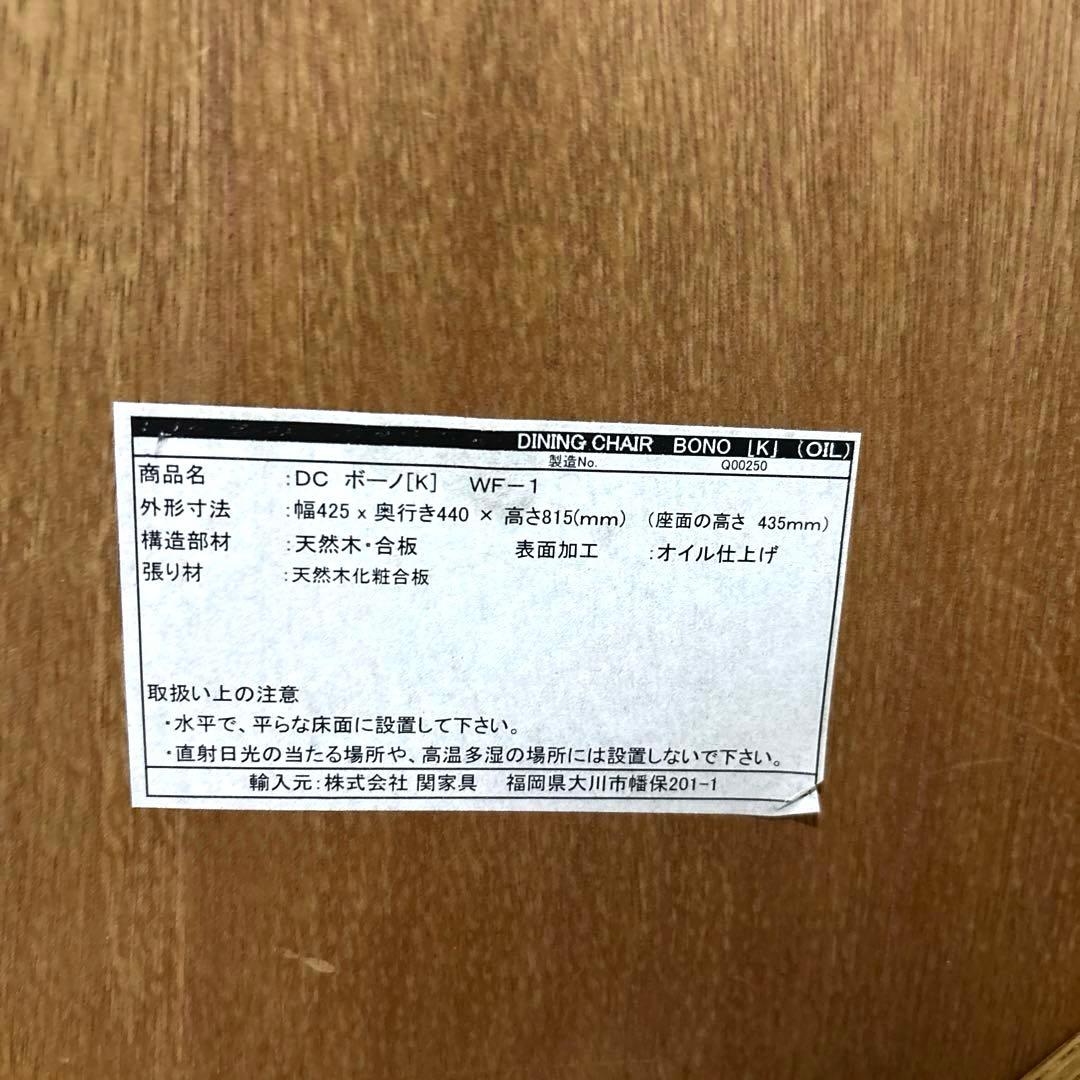 DINING CHAIR BONO [K] (OIL)
製造No. Q00250
商品名 :DC ボーノ[K] WF-1
外形寸法 :幅425 x 奥行き440 × 高さ815(mm) (座面の高さ 435mm)
構造部材 :天然木・合板 表面加工 :オイル仕上げ
張り材 :天然木化粧合板
取扱い上の注意
・水平で、平らな床面に設置して下さい。
・直射日光の当たる場所や、高温多湿の場所には設置しないで下さい。
輸入元:株式会社 関家具 福岡県大川市幡保201-1